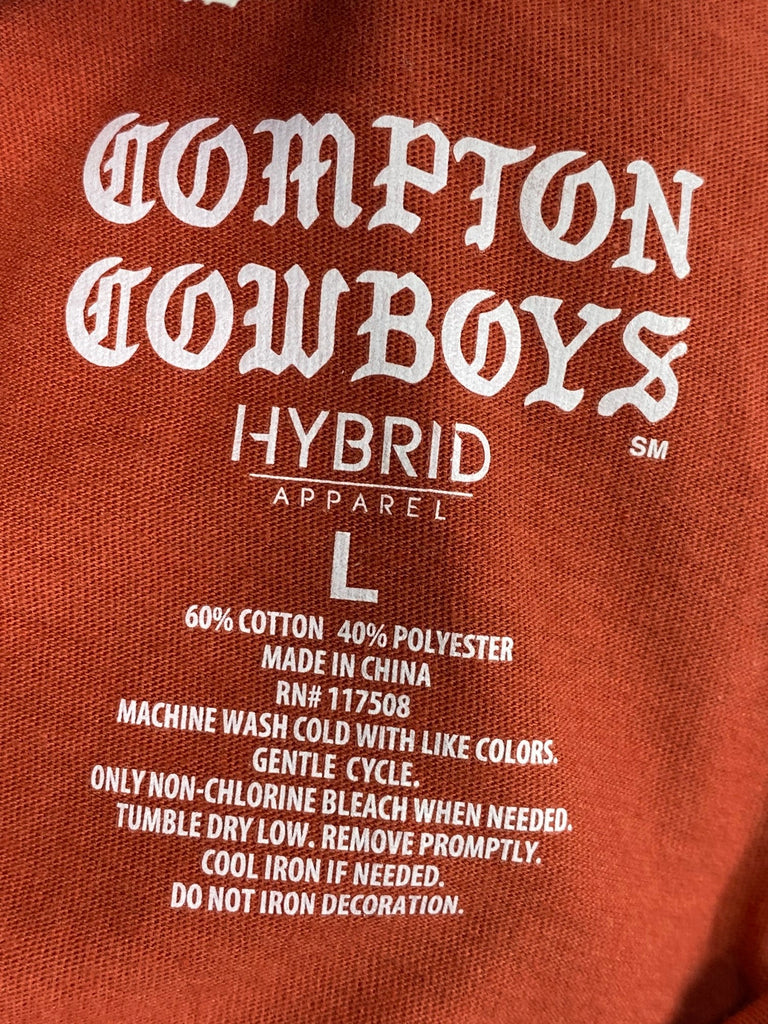 COMPTON
COWBOYS
SM
HYBRID
APPAREL
L
60% COTTON 40% POLYESTER
MADE IN CHINA
RN# 117508
MACHINE WASH COLD WITH LIKE COLORS.
GENTLE CYCLE.
ONLY NON-CHLORINE BLEACH WHEN NEEDED.
TUMBLE DRY LOW. REMOVE PROMPTLY.
COOL IRON IF NEEDED.
DO NOT IRON DECORATION.